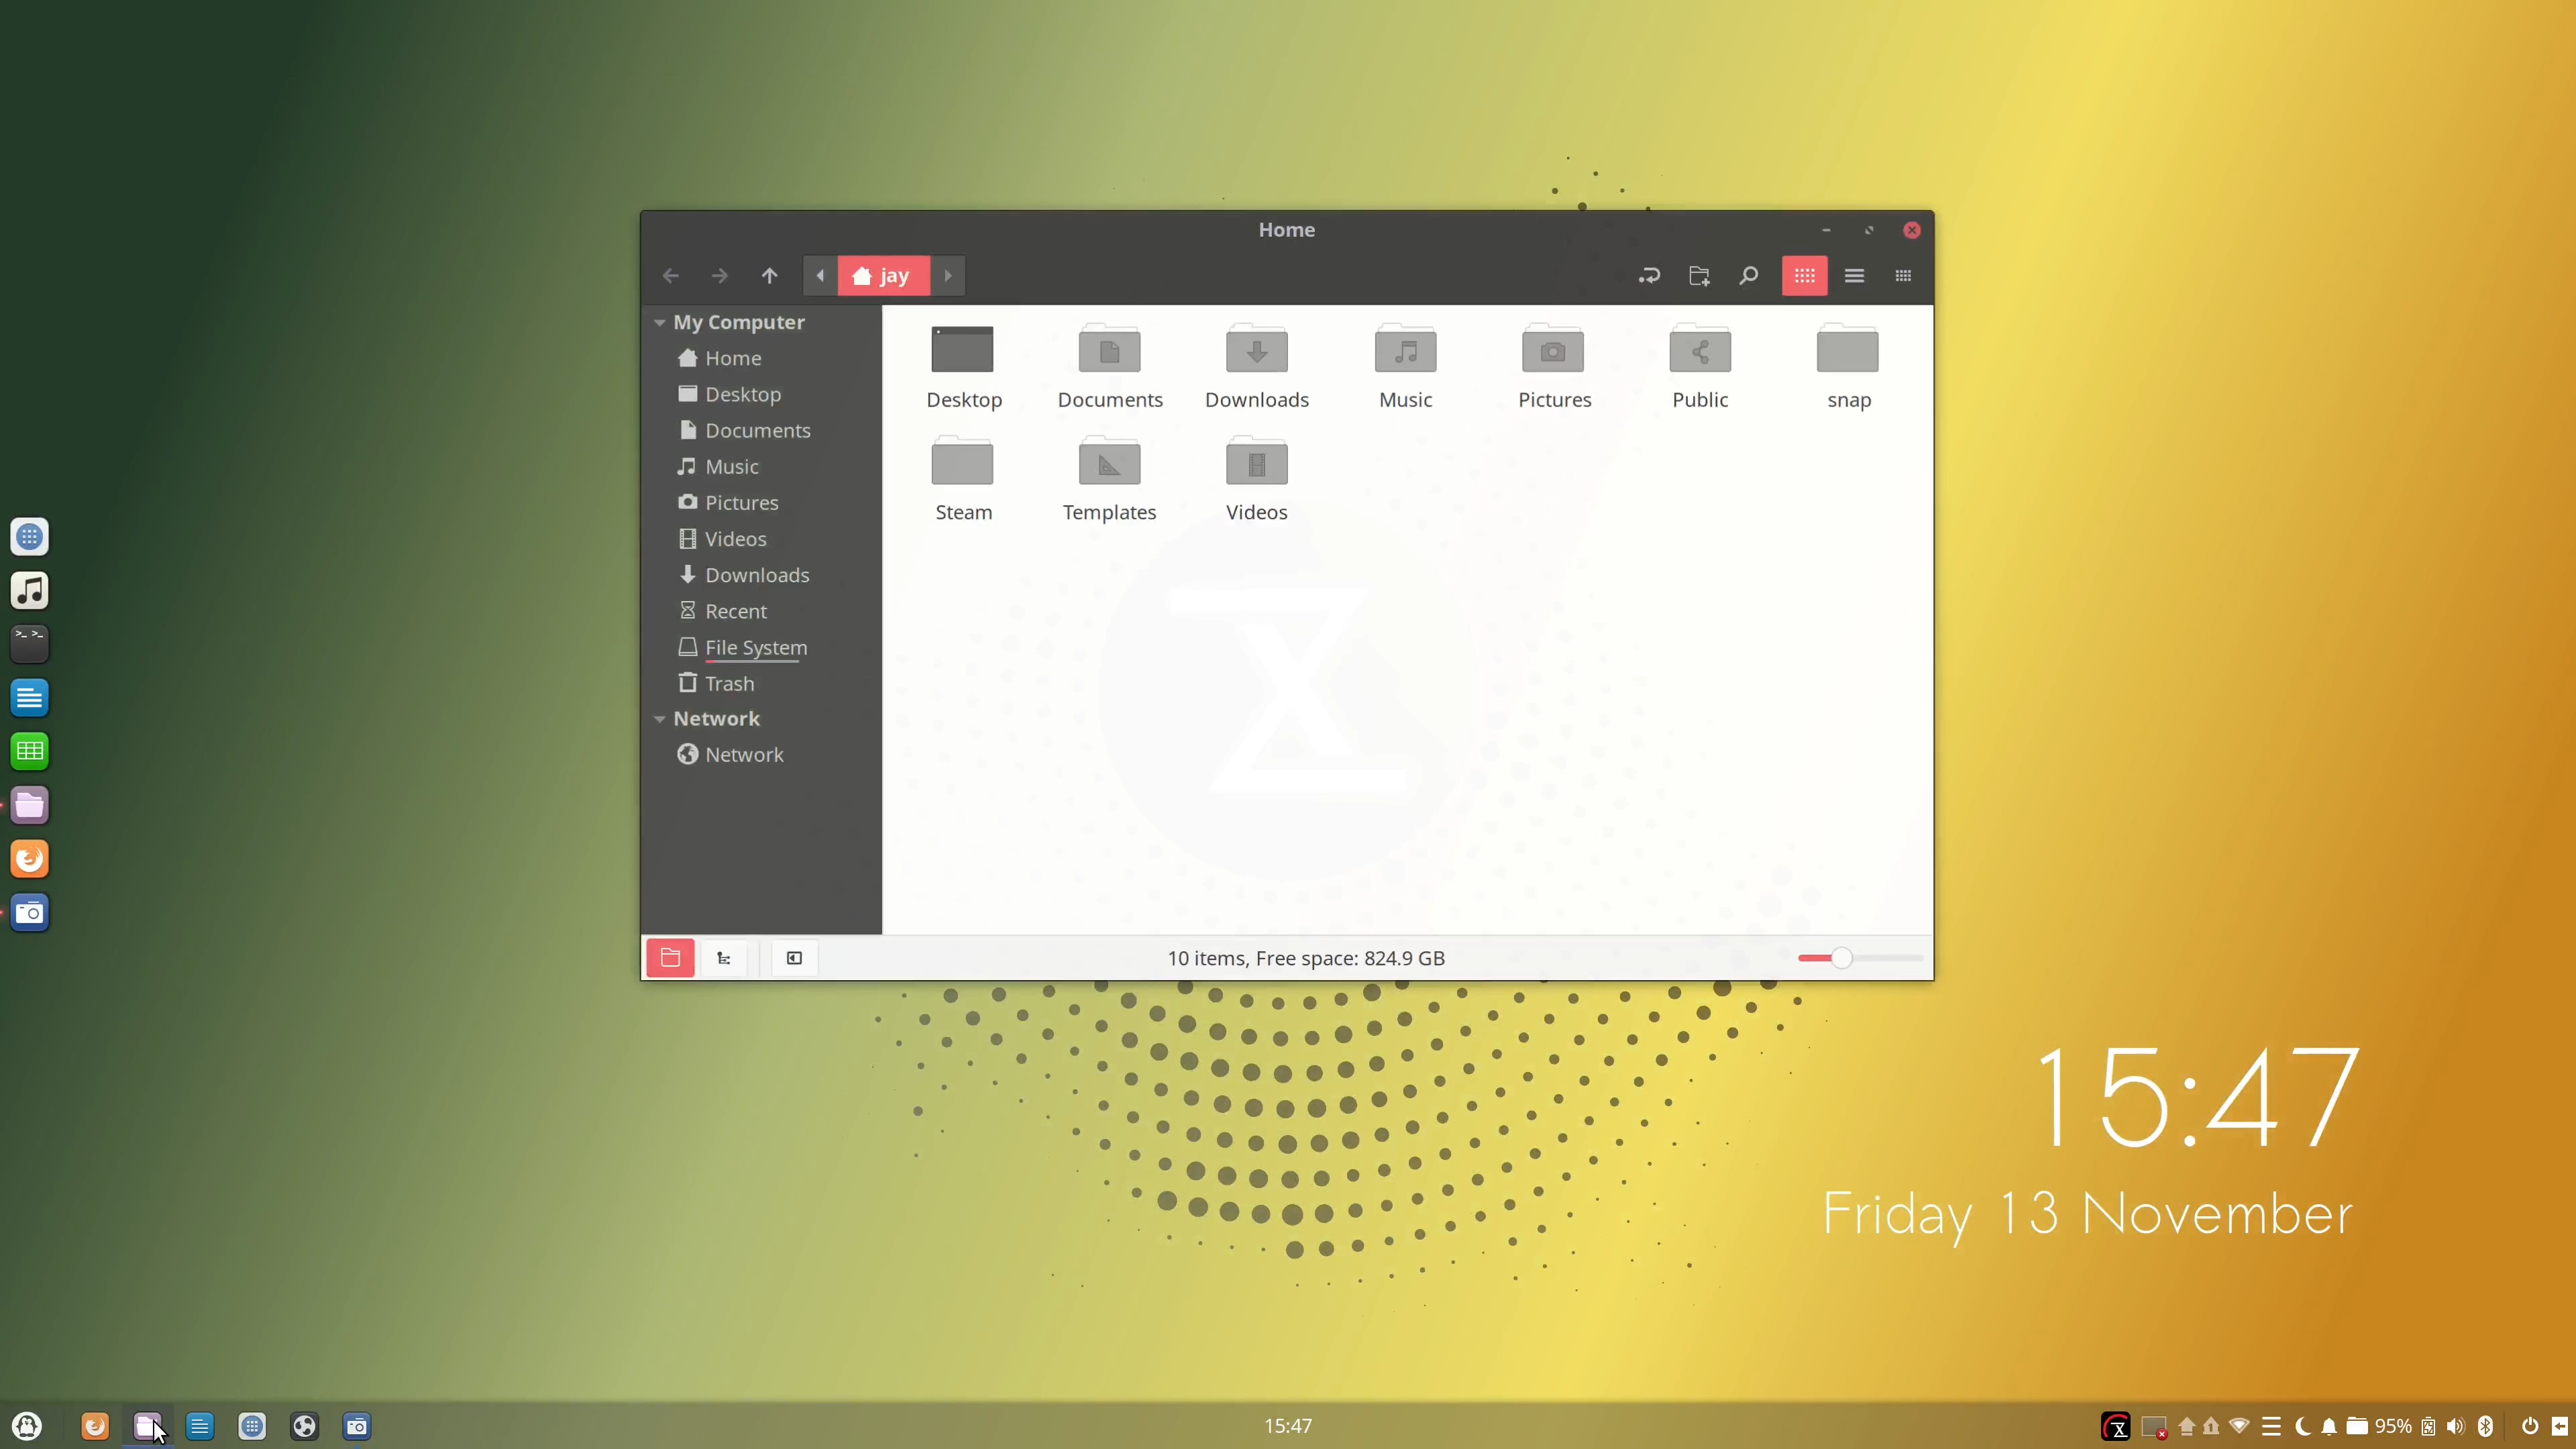 Home
jay
My Computer
Home
Desktop
Documents
Music
Pictures
Videos
Downloads
Recent
File System
Trash
Network
Network
Desktop
Documents
Downloads
Music
Pictures
Public
snap
Steam
Templates
Videos
10 items, Free space: 824.9 GB
15:47
Friday 13 November
>_ >_
15:47
95%